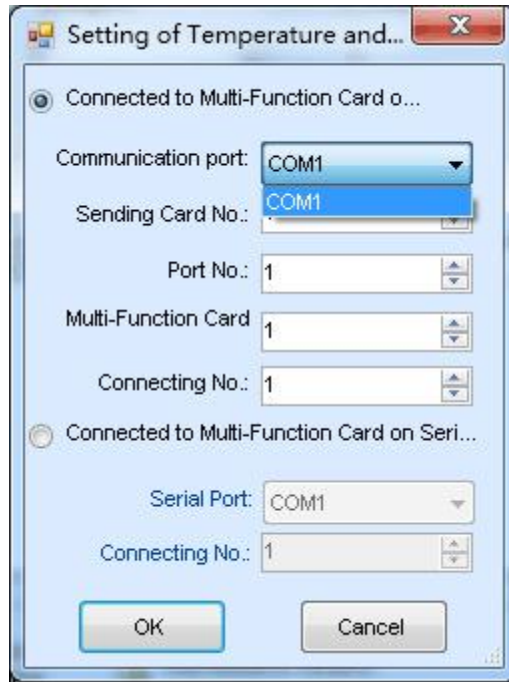 Setting of Temperature and...
Connected to Multi-Function Card o...
Communication port: COM1
COM1
Sending Card No.:
Port No.: 1
Multi-Function Card 1
Connecting No.: 1
Connected to Multi-Function Card on Seri...
Serial Port: COM1
Connecting No.: 1
OK Cancel